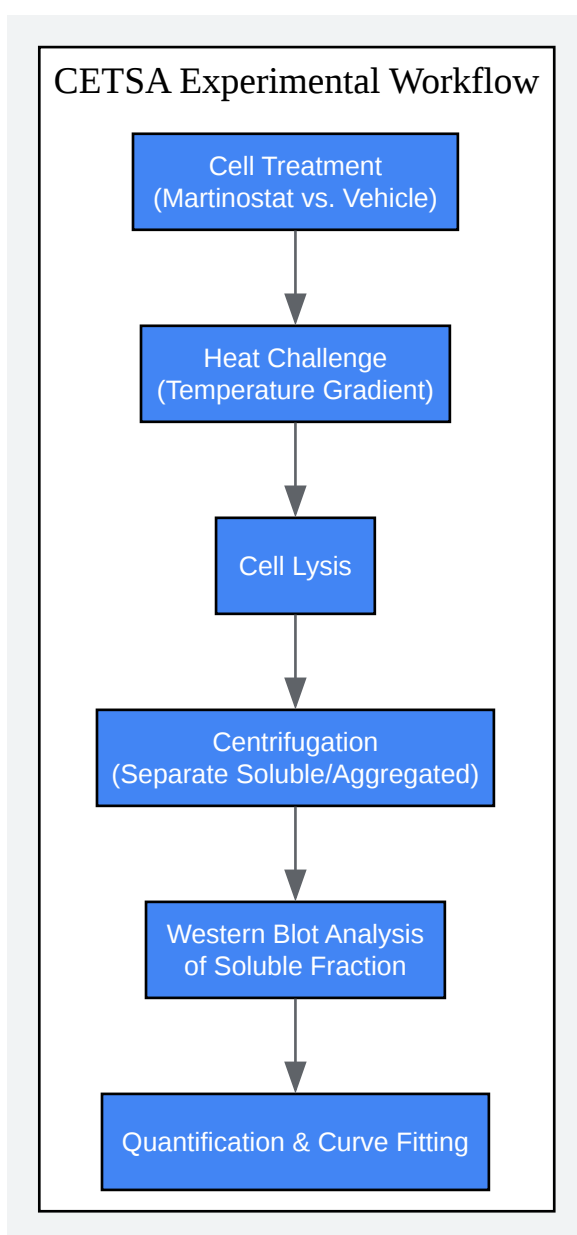 CETSA Experimental Workflow
Cell Treatment
(Martinostat vs. Vehicle)
Heat Challenge
(Temperature Gradient)
Cell Lysis
Centrifugation
(Separate Soluble/Aggregated)
Western Blot Analysis
of Soluble Fraction
Quantification & Curve Fitting